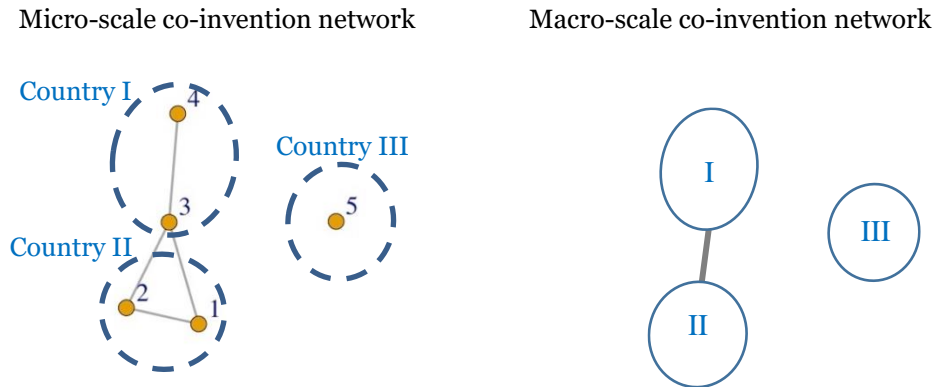 Micro-scale co-invention network
Macro-scale co-invention network
Country I
4
Country III
3
5
Country II
2
1
I
III
II